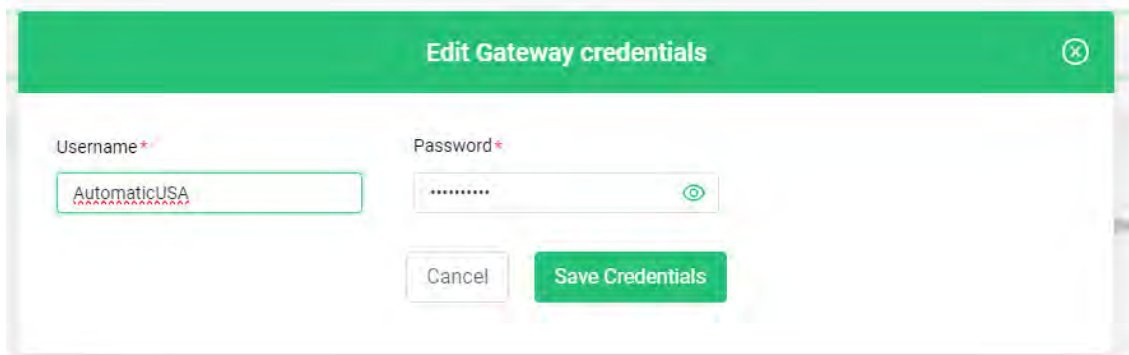 Edit Gateway credentials
Username*
Password*
AutomaticUSA
••••••••••
Cancel
Save Credentials